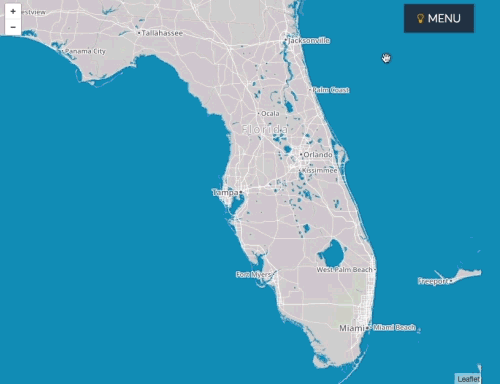 +
−
estview
Tallahassee
Jacksonville
MENU
Panama City
Palm Coast
Ocala
Florida
Orlando
Kissimmee
Tampa
Fort Myers
West Palm Beach
Freeport
Miami
Miami Beach
Leaflet